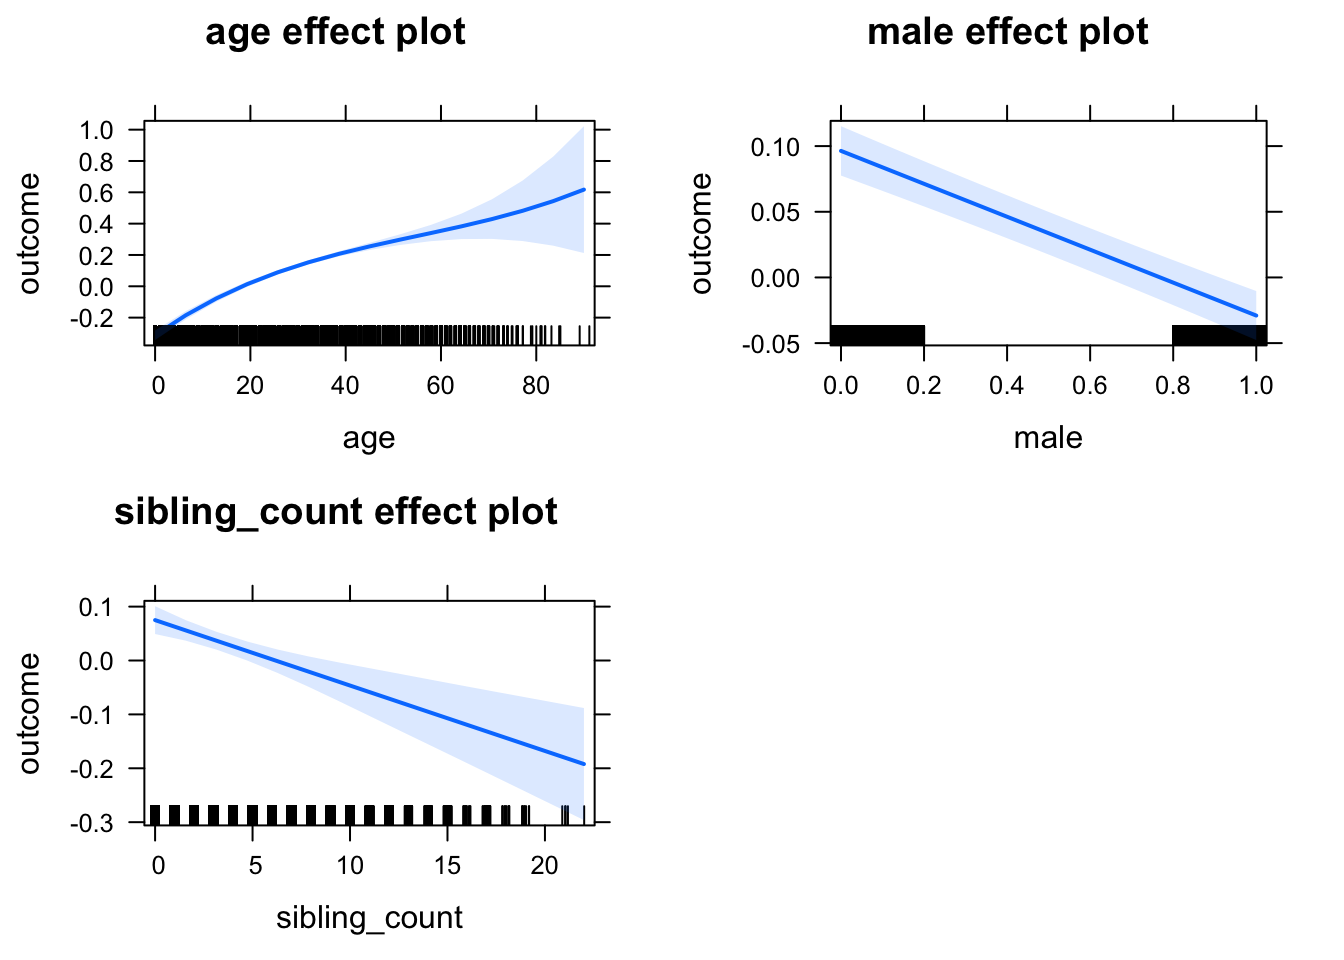 age effect plot
outcome
1.0
0.8
0.6
0.4
0.2
0.0
-0.2
0 20 40 60 80
age
male effect plot
outcome
0.10
0.05
0.00
-0.05
0.0 0.2 0.4 0.6 0.8 1.0
male
sibling_count effect plot
outcome
0.1
0.0
-0.1
-0.2
-0.3
0 5 10 15 20
sibling_count